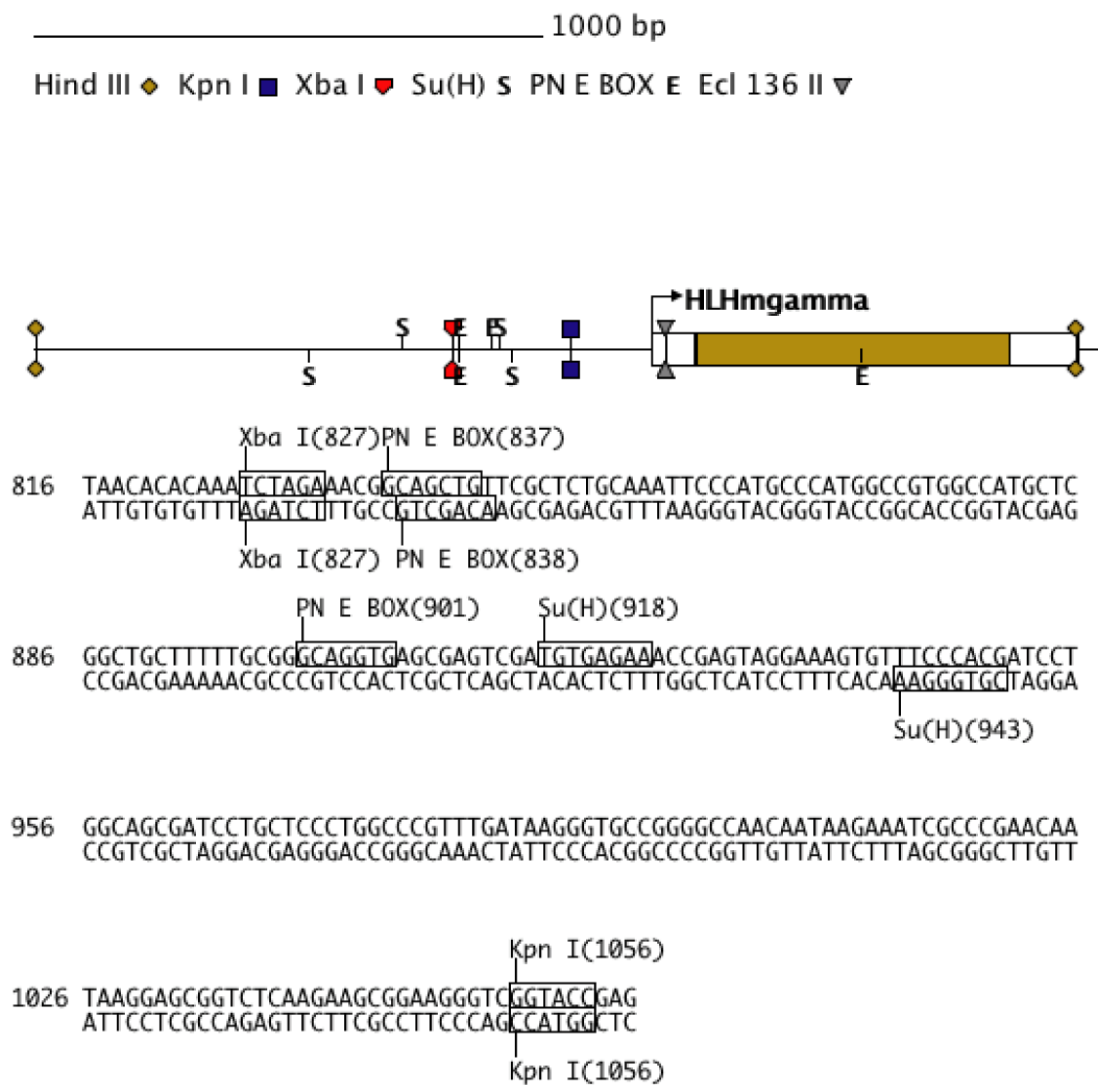 1000 bp
Hind III Kpn I Xba I Su(H) S PN E BOX E Ecl 136 II
HLHmgamma
S E E S
S E S E
Xba I(827) PN E BOX(837)
816 TAACACACAAATCTAGAAACGGCAGCTGTTCGCTCTGCAAATTCCCATGCCCATGGCCGTGGCCATGCTC
ATTGTGTGTTTAGATCTTTGCCGTCGACAAGCGAGACGTTTAAGGGTACGGGTACCGGCACCGGTACGAG
Xba I(827) PN E BOX(838)
PN E BOX(901) Su(H)(918)
886 GGCTGCTTTTTGCGGGCAGGTGAGCGAGTCGATGTGAGAAACCGAGTAGGAAAGTGTTTCCCACGATCCT
CCGACGAAAAACGCCCGTCCACTCGCTCAGCTACACTCTTTGGCTCATCCTTTCACAAAGGGTGCTAGGA
Su(H)(943)
956 GGCAGCGATCCTGCTCCCTGGCCCGTTTGATAAGGGTGCCGGGGCCAACAATAAGAAATCGCCCGAACAA
CCGTCGCTAGGACGAGGGACCGGGCAAACTATTCCCACGGCCCCGGTTGTTATTCTTTAGCGGGCTTGTT
Kpn I(1056)
1026 TAAGGAGCGGTCTCAAGAAGCGGAAGGGTCGGTACCGAG
ATTCCTCGCCAGAGTTCTTCGCCTTCCCAGCCATGGCTC
Kpn I(1056)